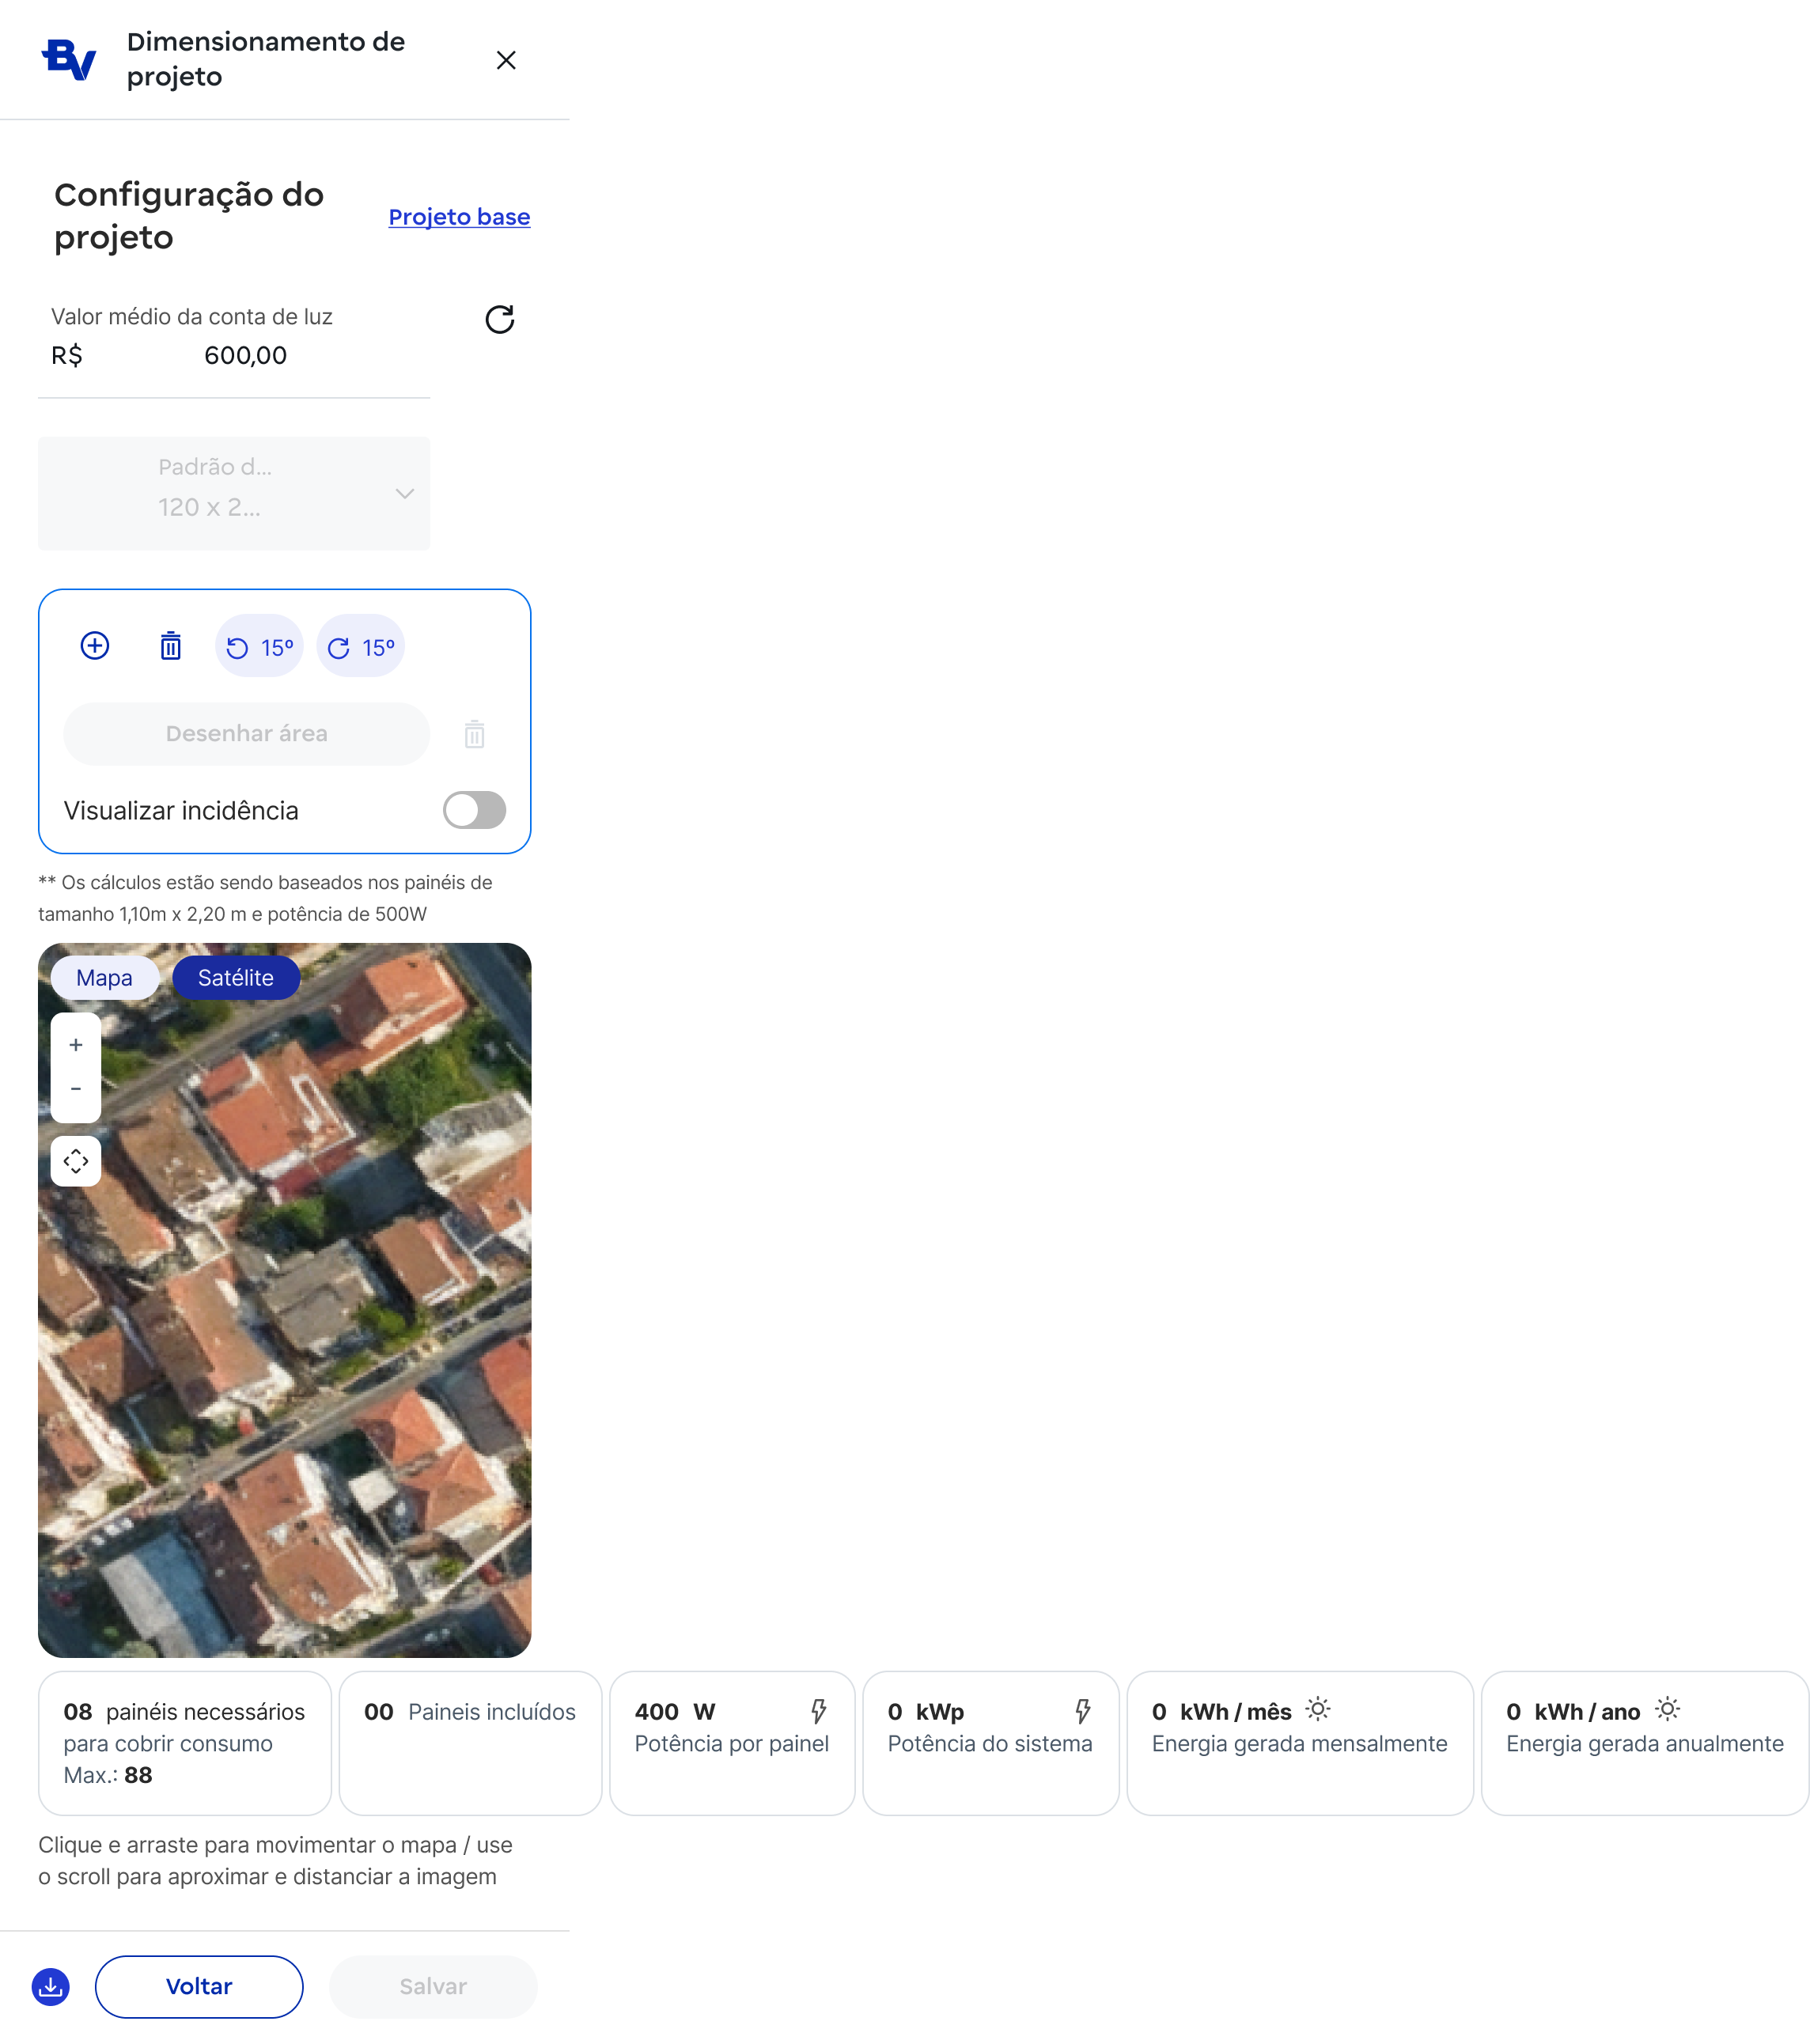 BV
Dimensionamento de
projeto
Configuração do
projeto
Projeto base
Valor médio da conta de luz
R$ 600,00
Padrão d...
120 x 2...
15º 15º
Desenhar área
Visualizar incidência
** Os cálculos estão sendo baseados nos painéis de
tamanho 1,10m x 2,20 m e potência de 500W
Mapa Satélite
+
-
08 painéis necessários
para cobrir consumo
Max.: 88
00 Paineis incluídos
400 W
Potência por painel
0 kWp
Potência do sistema
0 kWh / mês
Energia gerada mensalmente
0 kWh / ano
Energia gerada anualmente
Clique e arraste para movimentar o mapa / use
o scroll para aproximar e distanciar a imagem
Voltar
Salvar